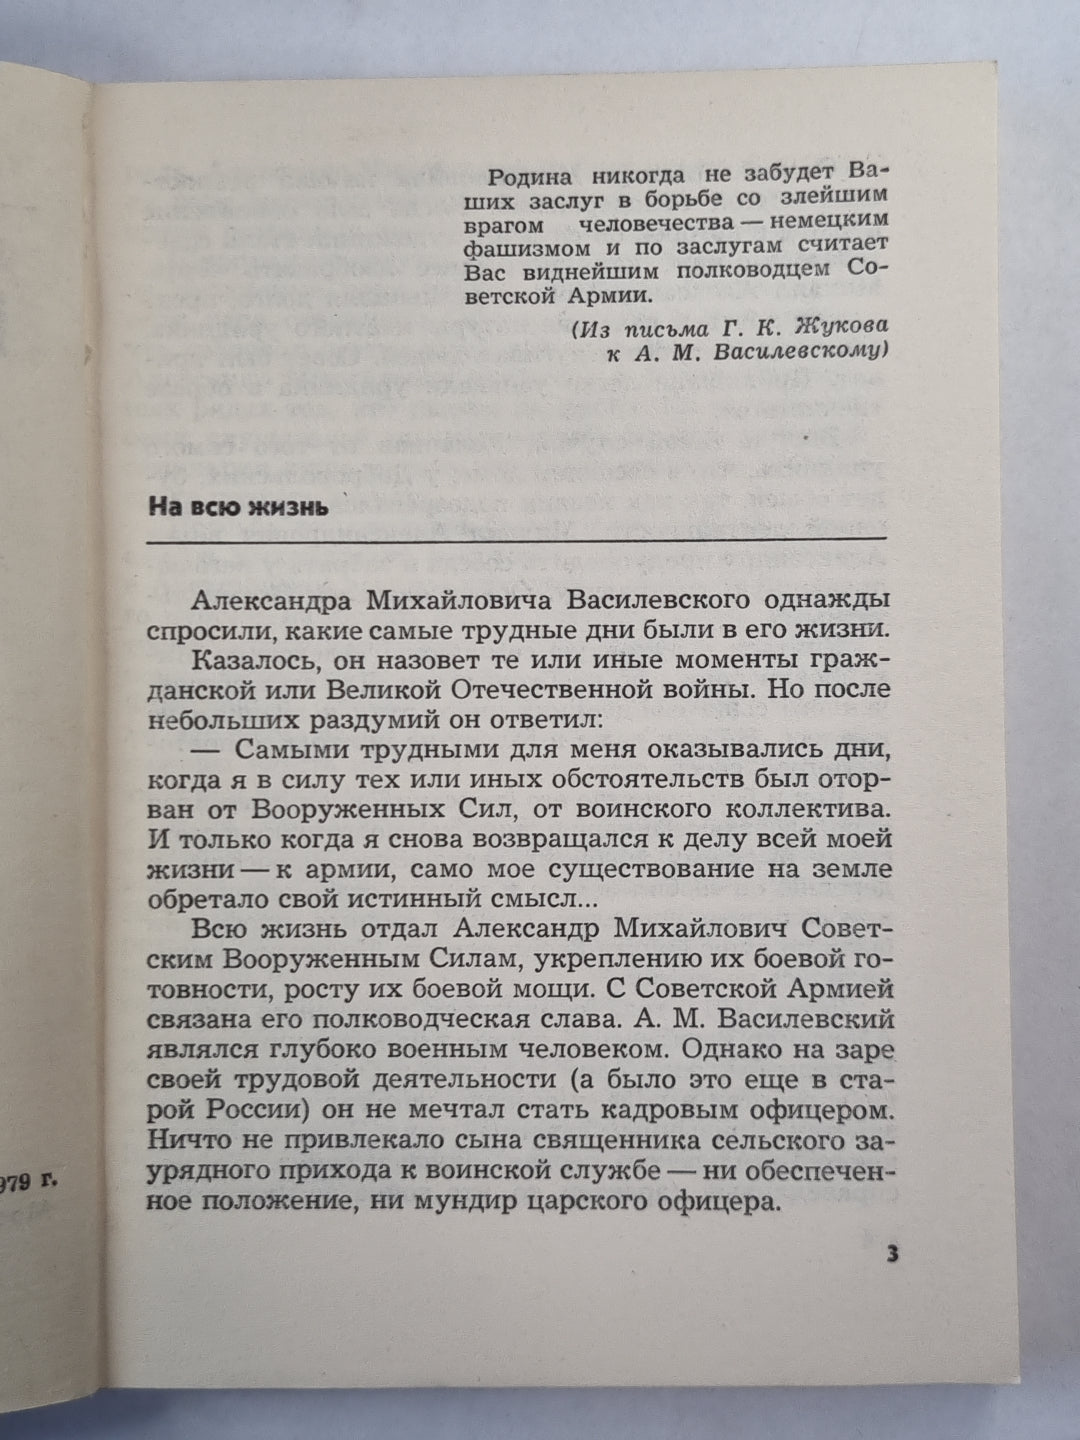 Родина никогда не забудет Ва-
ших заслуг в борьбе со злейшим
врагом человечества — немецким
фашизмом и по заслугам считает
Вас виднейшим полководцем Со-
ветской Армии.
(Из письма Г. К. Жукова
к А. М. Василевскому)
На всю жизнь
Александра Михайловича Василевского однажды
спросили, какие самые трудные дни были в его жизни.
Казалось, он назовет те или иные моменты граж-
данской или Великой Отечественной войны. Но после
небольших раздумий он ответил:
— Самыми трудными для меня оказывались дни,
когда я в силу тех или иных обстоятельств был отор-
ван от Вооруженных Сил, от воинского коллектива.
И только когда я снова возвращался к делу всей моей
жизни — к армии, само мое существование на земле
обретало свой истинный смысл...
Всю жизнь отдал Александр Михайлович Совет-
ским Вооруженным Силам, укреплению их боевой го-
товности, росту их боевой мощи. С Советской Армией
связана его полководческая слава. А. М. Василевский
являлся глубоко военным человеком. Однако на заре
своей трудовой деятельности (а было это еще в ста-
рой России) он не мечтал стать кадровым офицером.
Ничто не привлекало сына священника сельского за-
урядного прихода к воинской службе — ни обеспечен-
ное положение, ни мундир царского офицера.
979 г.
3